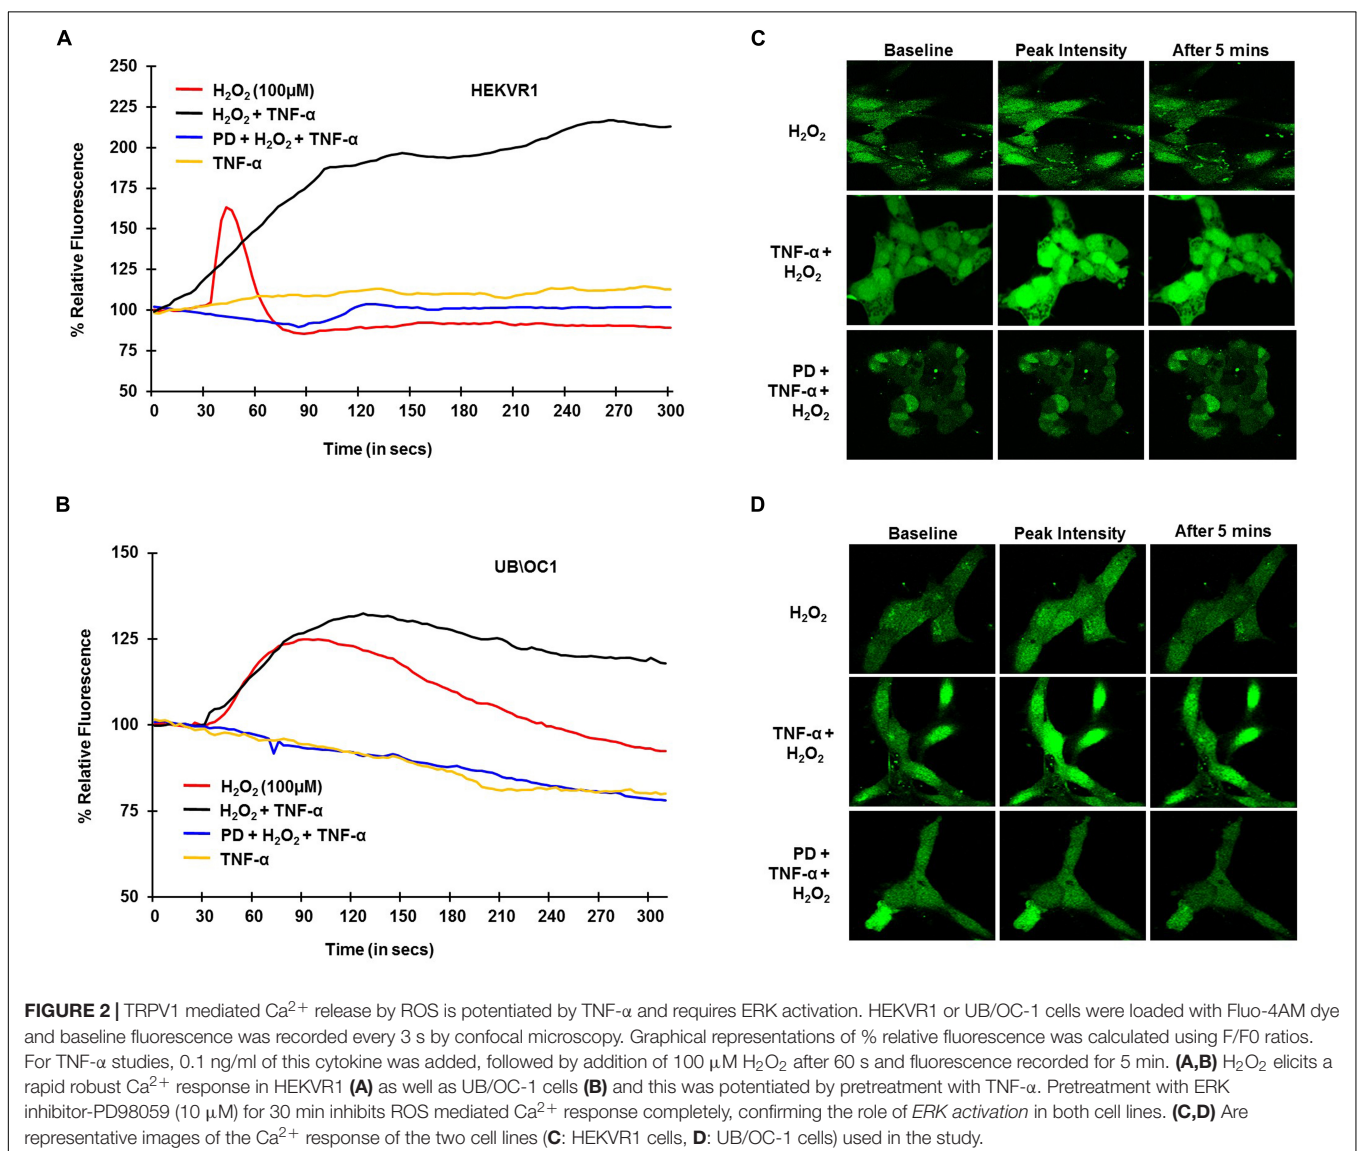 A
250
225
200
175
150
125
100
75
50
% Relative Fluorescence
H₂O₂ (100µM)
H₂O₂ + TNF-α
PD + H₂O₂ + TNF-α
TNF-α
HEKVR1
0 30 60 90 120 150 180 210 240 270 300
Time (in secs)
C
Baseline Peak Intensity After 5 mins
H₂O₂
TNF-α +
H₂O₂
PD +
TNF-α +
H₂O₂
B
150
125
100
75
50
% Relative Fluorescence
UB\OC1
H₂O₂ (100µM)
H₂O₂ + TNF-α
PD + H₂O₂ + TNF-α
TNF-α
0 30 60 90 120 150 180 210 240 270 300
Time (in secs)
D
Baseline Peak Intensity After 5 mins
H₂O₂
TNF-α +
H₂O₂
PD +
TNF-α +
H₂O₂
FIGURE 2 | TRPV1 mediated Ca²⁺ release by ROS is potentiated by TNF-α and requires ERK activation. HEKVR1 or UB/OC-1 cells were loaded with Fluo-4AM dye
and baseline fluorescence was recorded every 3 s by confocal microscopy. Graphical representations of % relative fluorescence was calculated using F/F0 ratios.
For TNF-α studies, 0.1 ng/ml of this cytokine was added, followed by addition of 100 µM H₂O₂ after 60 s and fluorescence recorded for 5 min. (A,B) H₂O₂ elicits a
rapid robust Ca²⁺ response in HEKVR1 (A) as well as UB/OC-1 cells (B) and this was potentiated by pretreatment with TNF-α. Pretreatment with ERK
inhibitor-PD98059 (10 µM) for 30 min inhibits ROS mediated Ca²⁺ response completely, confirming the role of ERK activation in both cell lines. (C,D) Are
representative images of the Ca²⁺ response of the two cell lines (C: HEKVR1 cells, D: UB/OC-1 cells) used in the study.